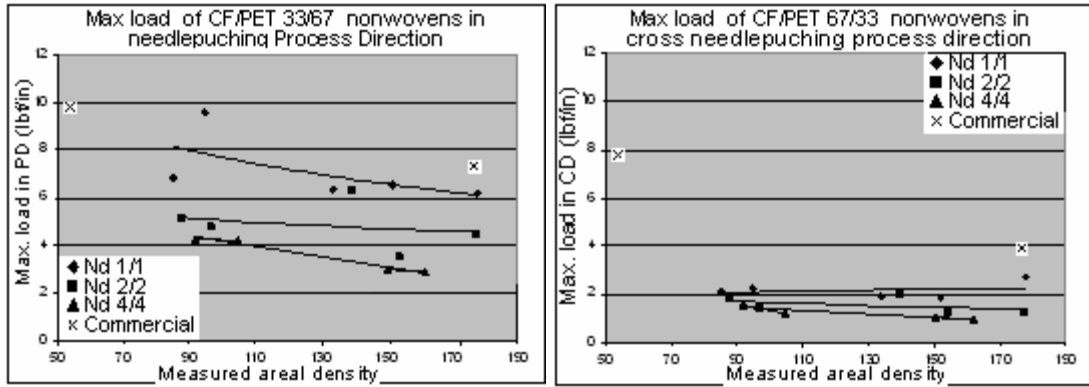 Max load of CF/PET 33/67 nonwovens in
needlepuching Process Direction
Max. load in PD (lbf/in)
12
10
8
6
4
2
0
Nd 1/1
Nd 2/2
Nd 4/4
Commercial
50 70 90 110 130 150 170 190
Measured areal density
Max load of CF/PET 67/33 nonwovens in
cross needlepuching process direction
Max. load in CD (lbf/in)
12
10
8
6
4
2
0
Nd 1/1
Nd 2/2
Nd 4/4
Commercial
50 70 90 110 130 150 170 190
Measured areal density